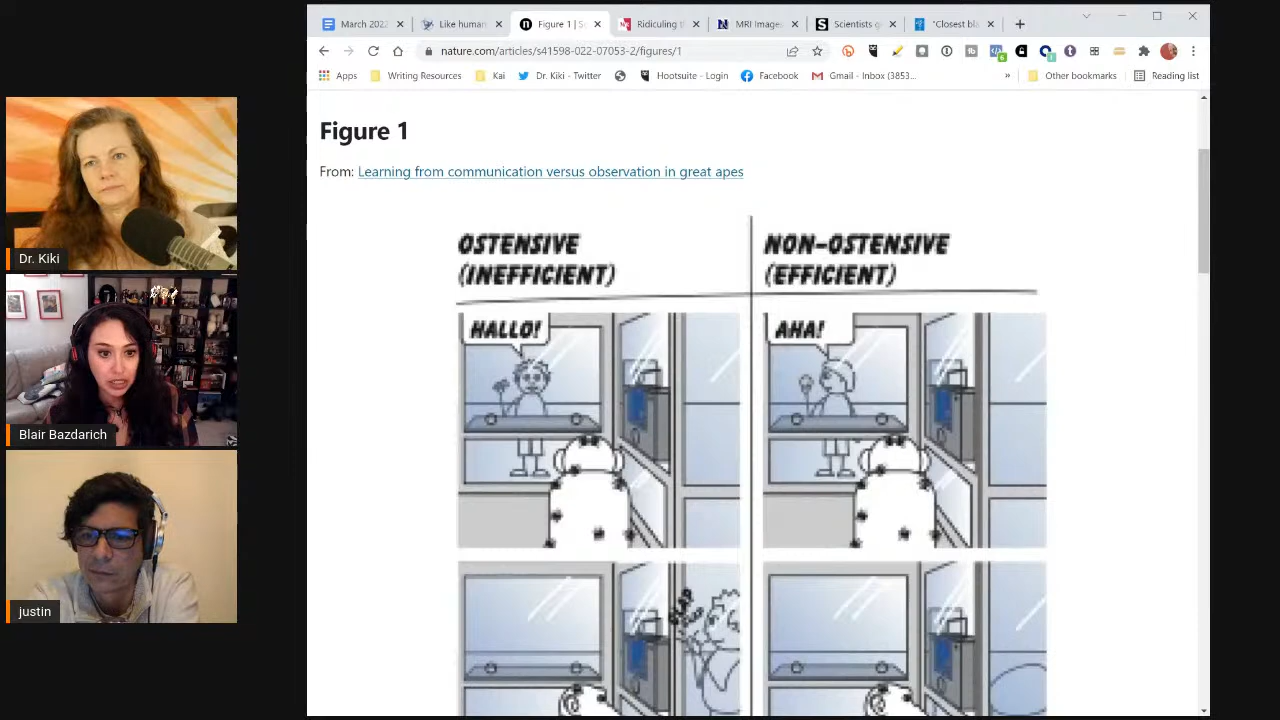 March 2022
Like human
Figure 1 | S
Ridiculing t
MRI Image
Scientists g
"Closest bla
nature.com/articles/s41598-022-07053-2/figures/1
Apps
Writing Resources
Kai
Dr. Kiki - Twitter
Hootsuite - Login
Facebook
Gmail - Inbox (3853...
»
Other bookmarks
Reading list
Figure 1
From: Learning from communication versus observation in great apes
OSTENSIVE
(INEFFICIENT)
NON-OSTENSIVE
(EFFICIENT)
HALLO!
AHA!
Dr. Kiki
Blair Bazdarich
justin